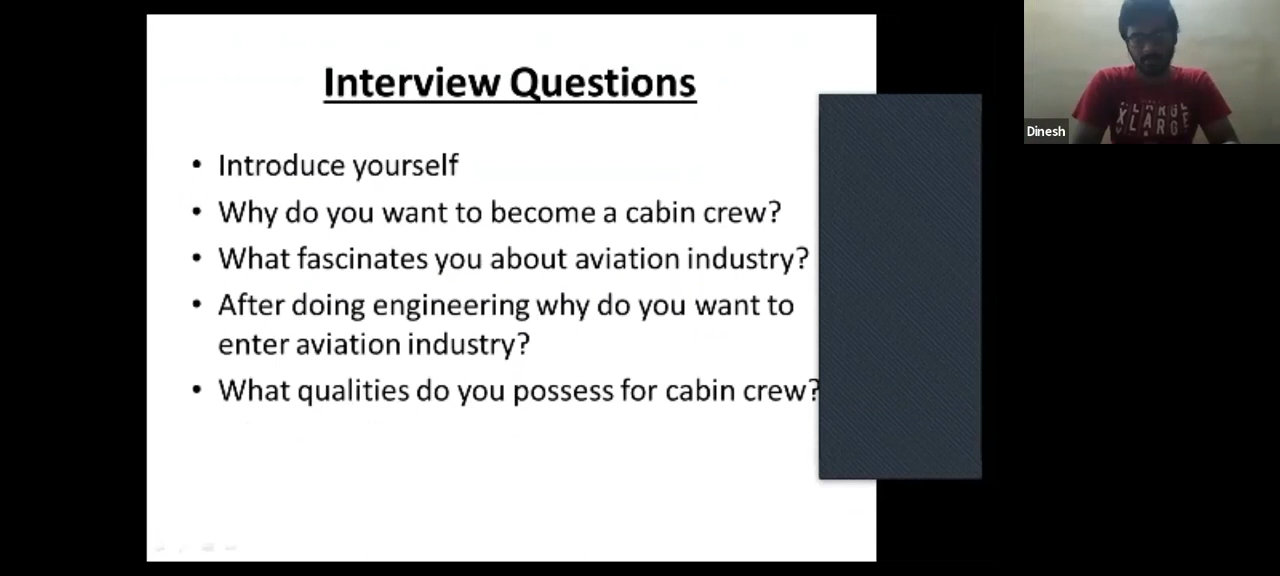 Interview Questions
• Introduce yourself
• Why do you want to become a cabin crew?
• What fascinates you about aviation industry?
• After doing engineering why do you want to
enter aviation industry?
• What qualities do you possess for cabin crew?
Dinesh
XLARGE